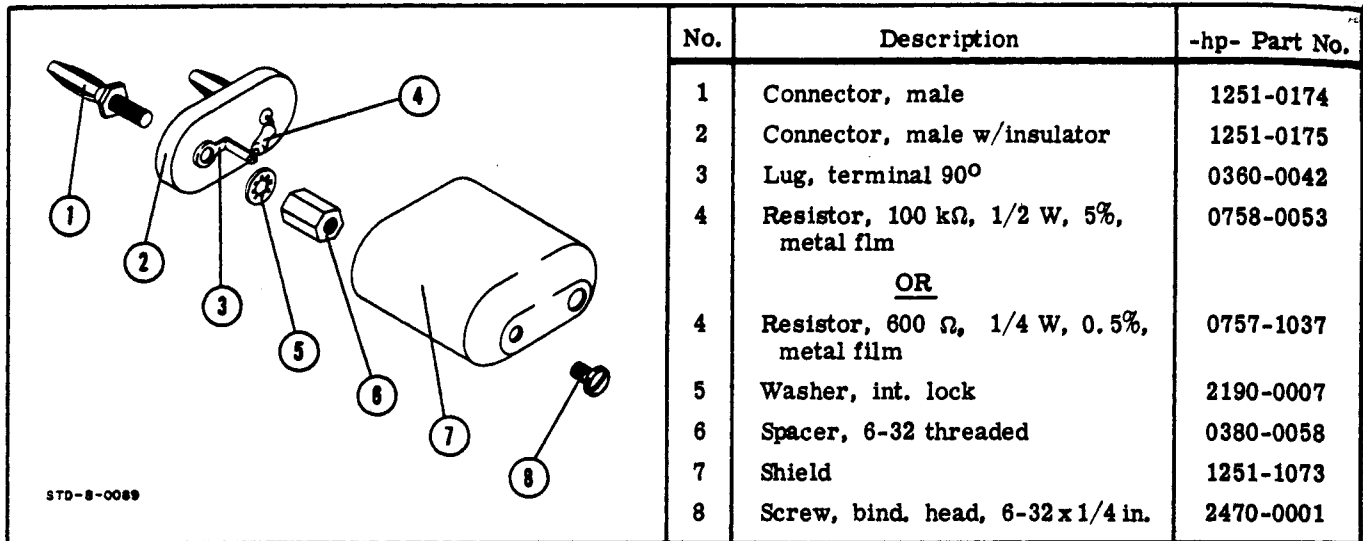 No. Description -hp- Part No.
1 Connector, male 1251-0174
2 Connector, male w/insulator 1251-0175
3 Lug, terminal 90° 0360-0042
4 Resistor, 100 kΩ, 1/2 W, 5%, 0758-0053
metal flm
OR
4 Resistor, 600 Ω, 1/4 W, 0.5%, 0757-1037
metal film
5 Washer, int. lock 2190-0007
6 Spacer, 6-32 threaded 0380-0058
7 Shield 1251-1073
8 Screw, bind. head, 6-32 x 1/4 in. 2470-0001
1
2
3
4
5
6
7
8
STD-8-0089